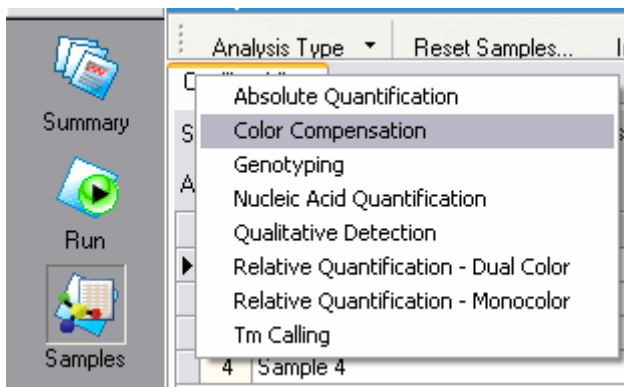 Analysis Type
Reset Samples...
Absolute Quantification
Summary
Color Compensation
Genotyping
Nucleic Acid Quantification
Run
Qualitative Detection
Relative Quantification - Dual Color
Relative Quantification - Monocolor
Tm Calling
Samples
4 Sample 4